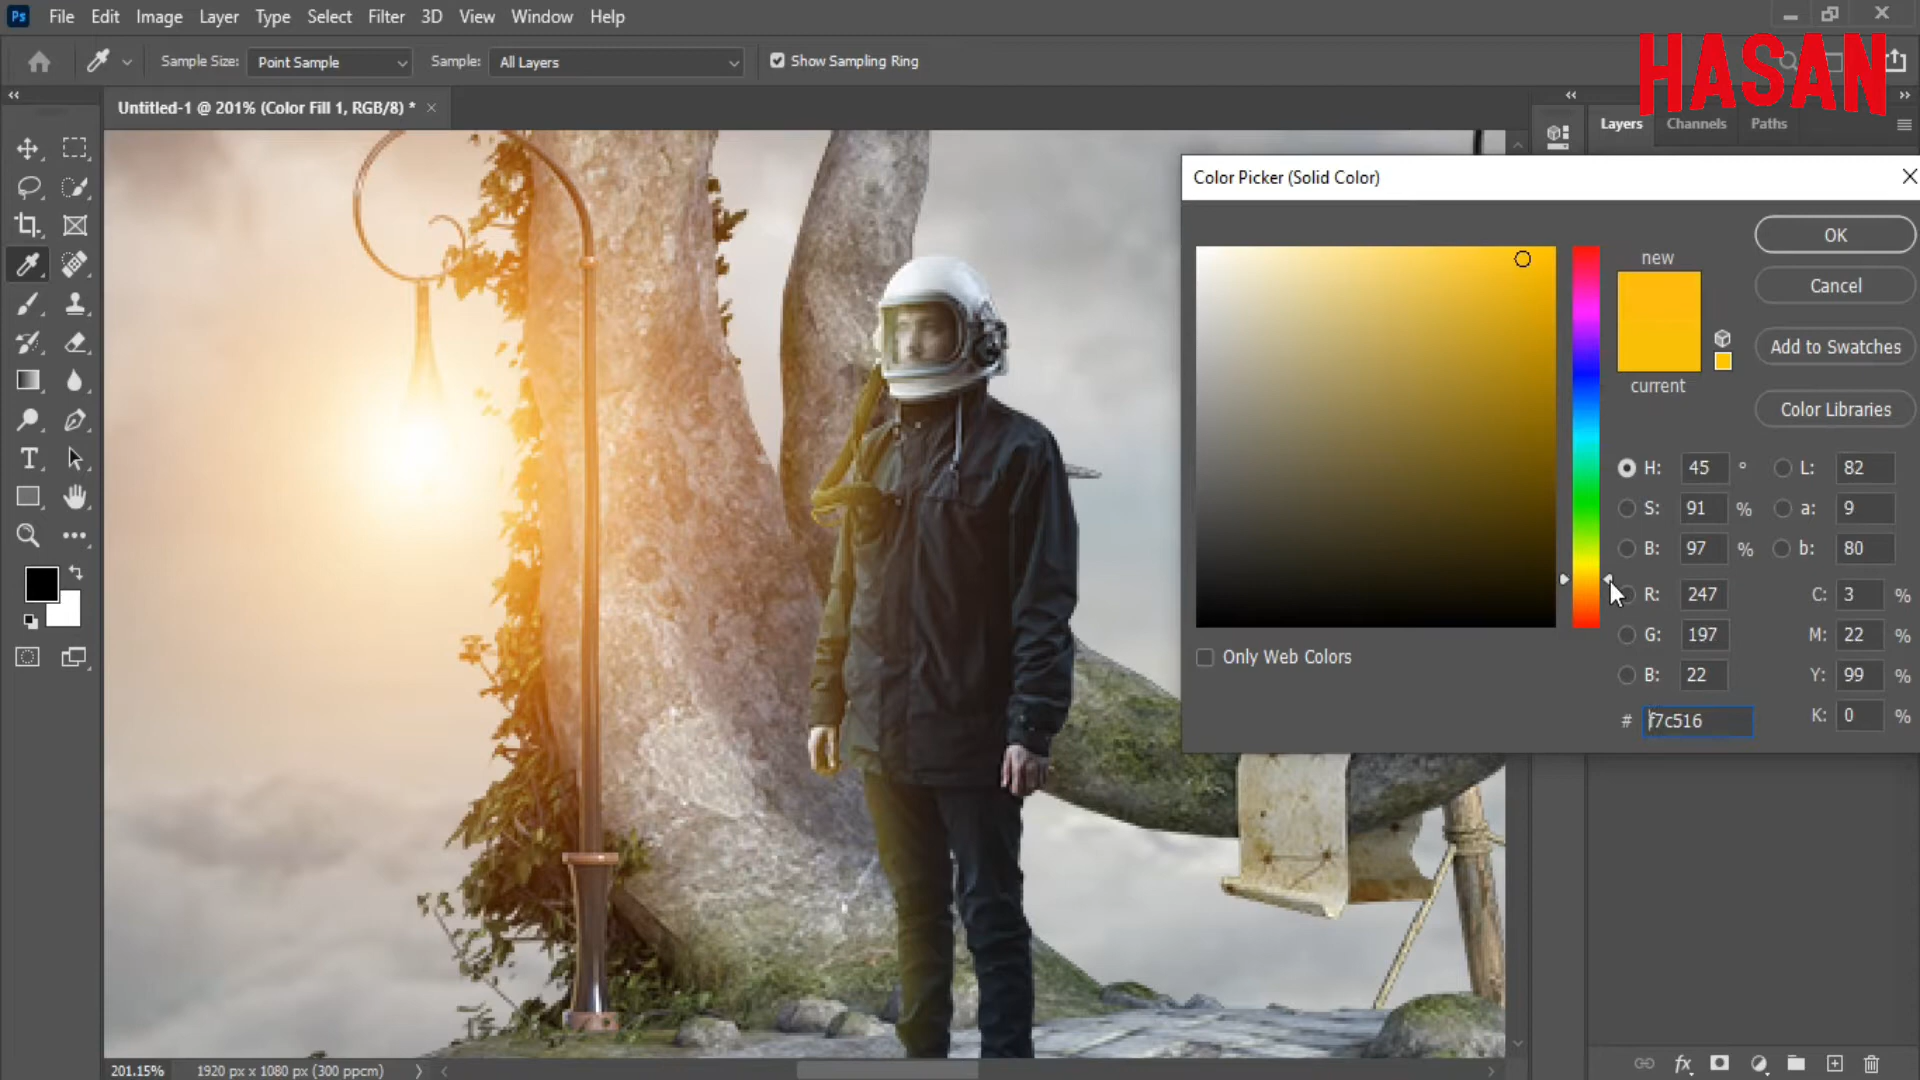 Ps File Edit Image Layer Type Select Filter 3D View Window Help
Sample Size: Point Sample Sample: All Layers Show Sampling Ring
HASAN
Untitled-1 @ 201% (Color Fill 1, RGB/8) *
Layers Channels Paths
Color Picker (Solid Color)
new
current
OK
Cancel
Add to Swatches
Color Libraries
H: 45 ° L: 82
S: 91 % a: 9
B: 97 % b: 80
R: 247 C: 3 %
G: 197 M: 22 %
B: 22 Y: 99 %
# f7c516 K: 0 %
Only Web Colors
T
fx
201.15% 1920 px x 1080 px (300 ppcm)